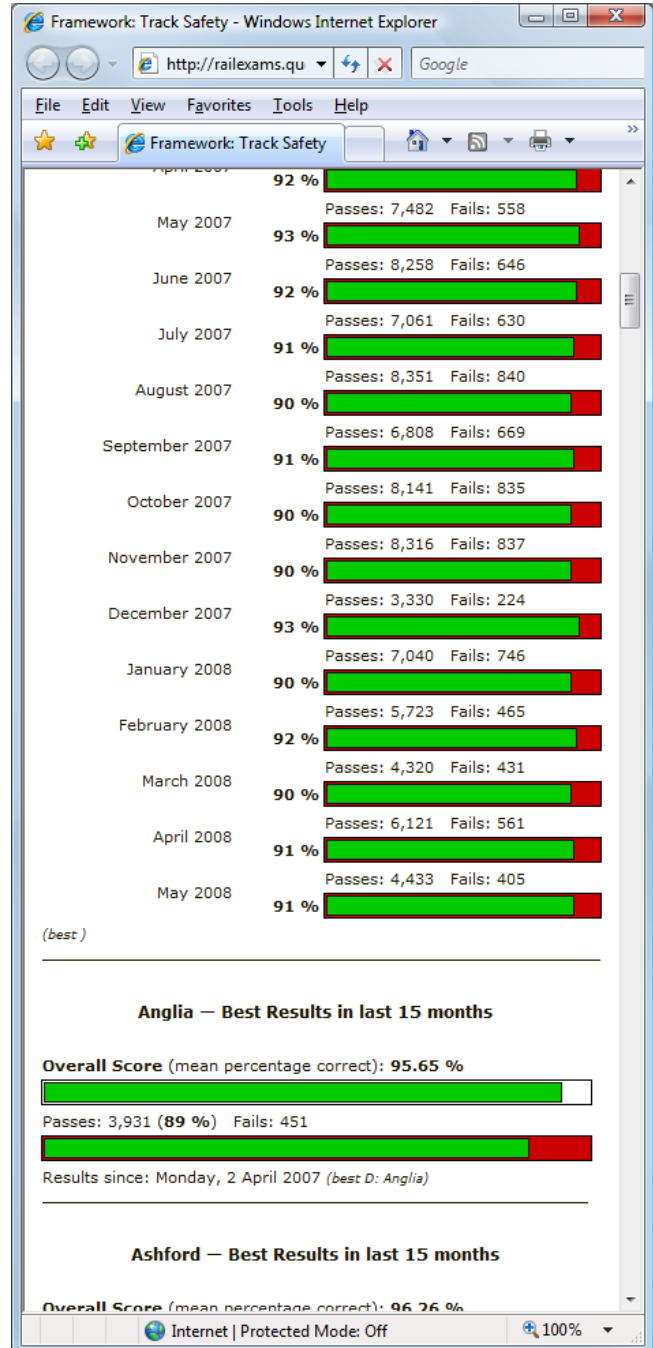 Framework: Track Safety - Windows Internet Explorer
http://railexams.qu
Google
File Edit View Favorites Tools Help
Framework: Track Safety
April 2007
92 %
Passes: 7,482 Fails: 558
May 2007
93 %
Passes: 8,258 Fails: 646
June 2007
92 %
Passes: 7,061 Fails: 630
July 2007
91 %
Passes: 8,351 Fails: 840
August 2007
90 %
Passes: 6,808 Fails: 669
September 2007
91 %
Passes: 8,141 Fails: 835
October 2007
90 %
Passes: 8,316 Fails: 837
November 2007
90 %
Passes: 3,330 Fails: 224
December 2007
93 %
Passes: 7,040 Fails: 746
January 2008
90 %
Passes: 5,723 Fails: 465
February 2008
92 %
Passes: 4,320 Fails: 431
March 2008
90 %
Passes: 6,121 Fails: 561
April 2008
91 %
Passes: 4,433 Fails: 405
May 2008
91 %
(best )
Anglia — Best Results in last 15 months
Overall Score (mean percentage correct): 95.65 %
Passes: 3,931 (89 %) Fails: 451
Results since: Monday, 2 April 2007 (best D: Anglia)
Ashford — Best Results in last 15 months
Overall Score (mean percentage correct): 96.26 %
Internet | Protected Mode: Off
100%